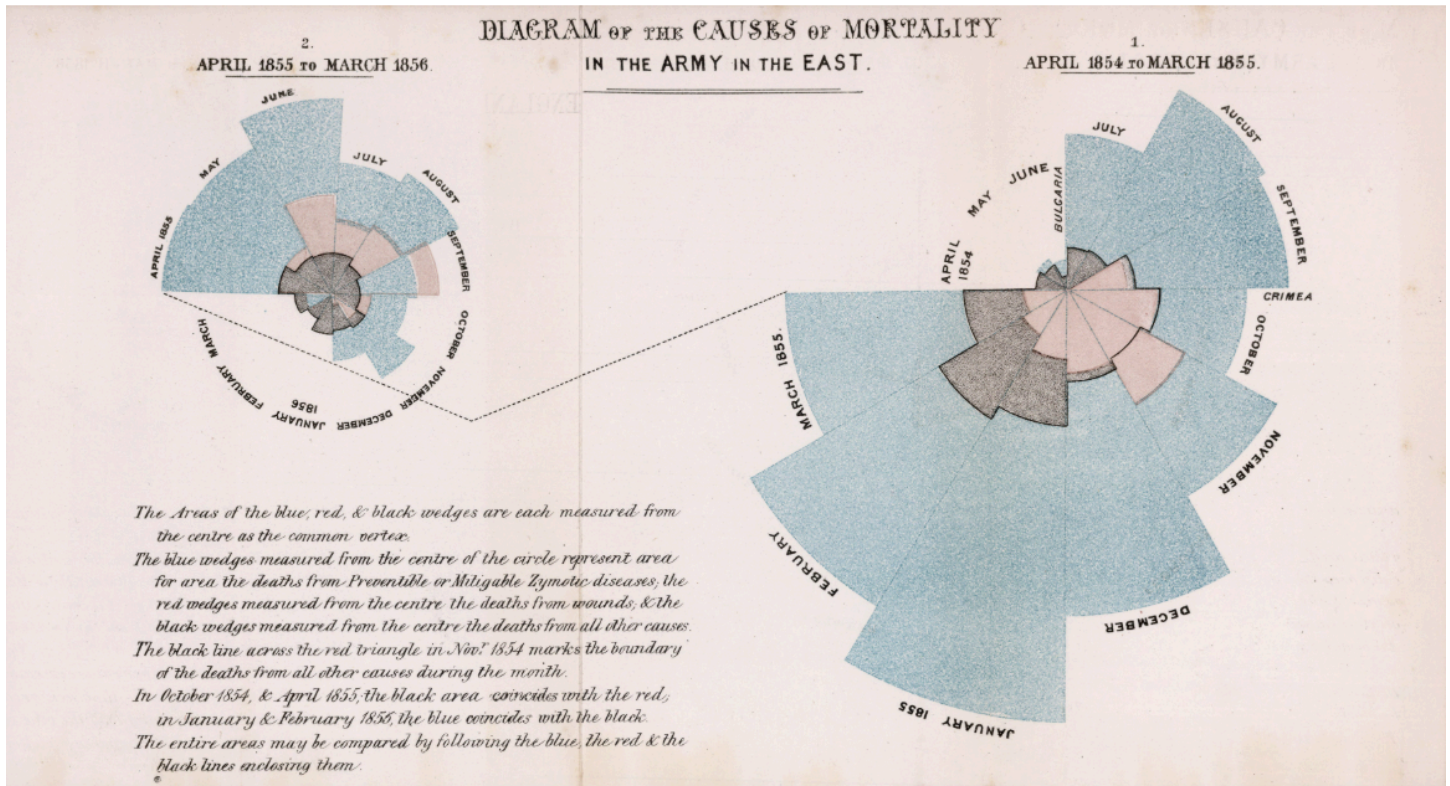 DIAGRAM OF THE CAUSES OF MORTALITY
IN THE ARMY IN THE EAST.
2.
APRIL 1855 TO MARCH 1856.
1.
APRIL 1854 TO MARCH 1855.
APRIL 1855
MAY
JUNE
JULY
AUGUST
SEPTEMBER
OCTOBER
NOVEMBER
DECEMBER
JANUARY
1856
FEBRUARY
MARCH
APRIL
1854
MAY
JUNE
BULGARIA
JULY
AUGUST
SEPTEMBER
CRIMEA
OCTOBER
NOVEMBER
DECEMBER
JANUARY 1855
FEBRUARY
MARCH 1855
The Areas of the blue, red, & black wedges are each measured from
the centre as the common vertex.
The blue wedges measured from the centre of the circle represent area
for area the deaths from Preventible or Mitigable Zymotic diseases; the
red wedges measured from the centre the deaths from wounds; & the
black wedges measured from the centre the deaths from all other causes.
The black line across the red triangle in Novr. 1854 marks the boundary
of the deaths from all other causes during the month.
In October 1854, & April 1855; the black area coincides with the red;
in January & February 1856, the blue coincides with the black.
The entire areas may be compared by following the blue, the red & the
black lines enclosing them.